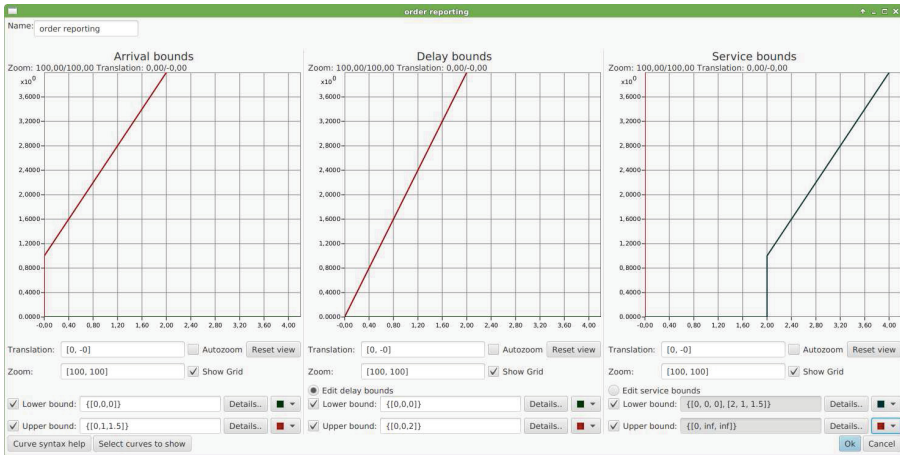 order reporting
Name: order reporting
Arrival bounds
Zoom: 100,00/100,00 Translation: 0,00/-0,00
x10^0
3,6000
3,2000
2,8000
2,4000
2,0000
1,6000
1,2000
0,8000
0,4000
0,0000
-0,00 0,40 0,80 1,20 1,60 2,00 2,40 2,80 3,20 3,60 4,00
Translation: [0, -0] Autozoom Reset view
Zoom: [100, 100] Show Grid
Lower bound: {[0,0,0]} Details..
Upper bound: {[0,1,1.5]} Details..
Delay bounds
Zoom: 100,00/100,00 Translation: 0,00/-0,00
x10^0
3,6000
3,2000
2,8000
2,4000
2,0000
1,6000
1,2000
0,8000
0,4000
0,0000
-0,00 0,40 0,80 1,20 1,60 2,00 2,40 2,80 3,20 3,60 4,00
Translation: [0, -0] Autozoom Reset view
Zoom: [100, 100] Show Grid
Edit delay bounds
Lower bound: {[0,0,0]} Details..
Upper bound: {[0,0,2]} Details..
Service bounds
Zoom: 100,00/100,00 Translation: 0,00/-0,00
x10^0
3,6000
3,2000
2,8000
2,4000
2,0000
1,6000
1,2000
0,8000
0,4000
0,0000
-0,00 0,40 0,80 1,20 1,60 2,00 2,40 2,80 3,20 3,60 4,00
Translation: [0, -0] Autozoom Reset view
Zoom: [100, 100] Show Grid
Edit service bounds
Lower bound: {[0, 0, 0], [2, 1, 1.5]} Details..
Upper bound: {[0, inf, inf]} Details..
Curve syntax help Select curves to show Ok Cancel